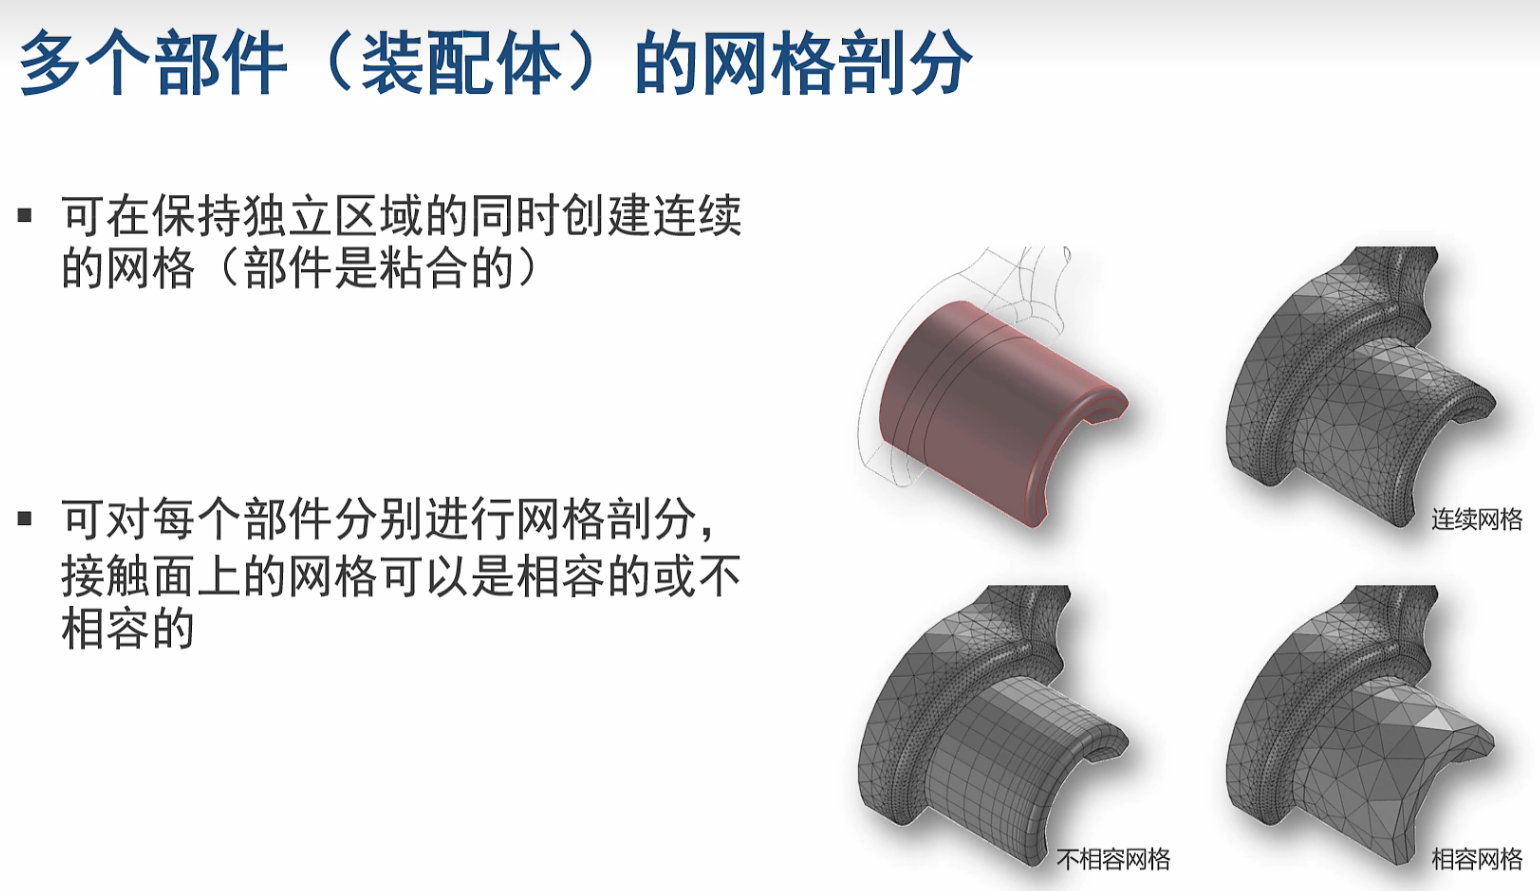 多个部件（装配体）的网格剖分
▪ 可在保持独立区域的同时创建连续
的网格（部件是粘合的）
▪ 可对每个部件分别进行网格剖分，
接触面上的网格可以是相容的或不
相容的
连续网格
不相容网格
相容网格